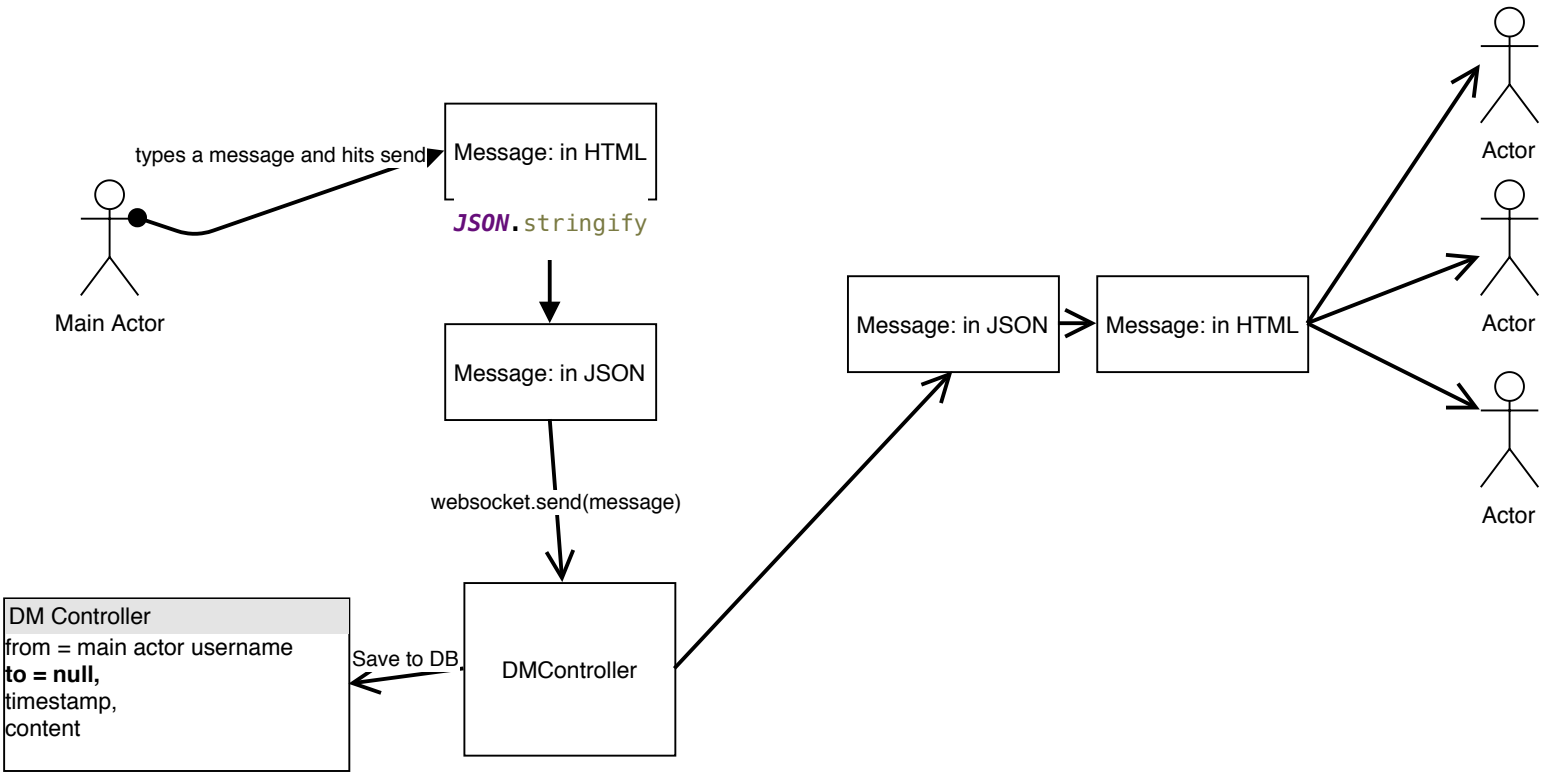 types a message and hits send
Message: in HTML
JSON.stringify
Main Actor
Message: in JSON
websocket.send(message)
DMController
Save to DB
DM Controller
from = main actor username
to = null,
timestamp,
content
Message: in JSON
Message: in HTML
Actor
Actor
Actor